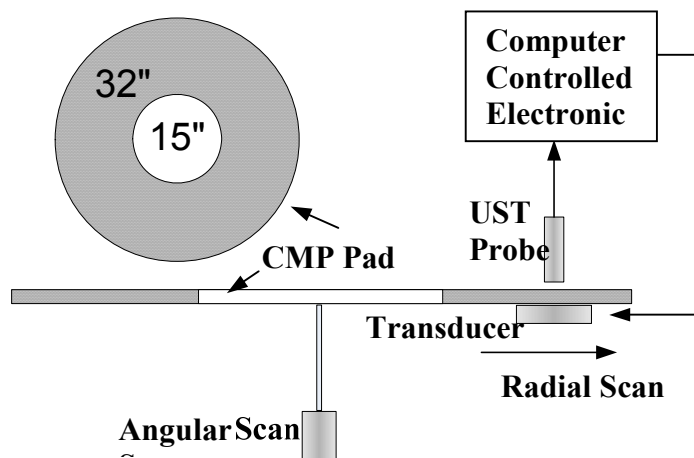 32"
15"
Computer
Controlled
Electronic
UST
Probe
CMP Pad
Transducer
Radial Scan
Angular Scan